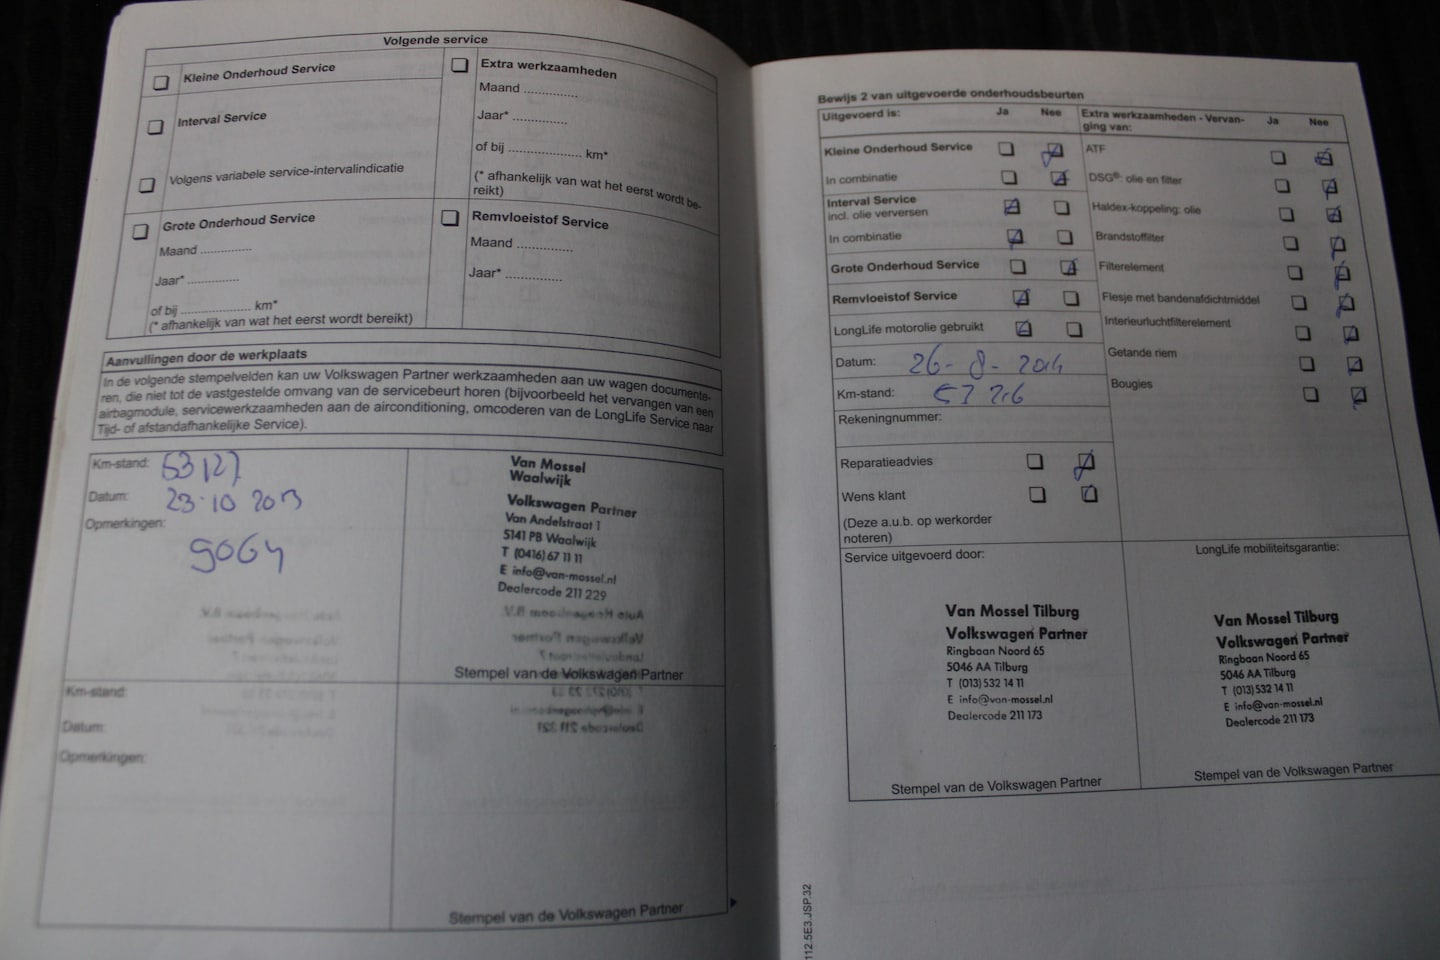 Volgende service
Kleine Onderhoud Service
Interval Service
Volgens variabele service-intervalindicatie
Grote Onderhoud Service
Maand ..............
Jaar* ..............
of bij ................... km*
(* afhankelijk van wat het eerst wordt bereikt)
Extra werkzaamheden
Maand ..............
Jaar* ..............
of bij ................... km*
(* afhankelijk van wat het eerst wordt be-
reikt)
Remvloeistof Service
Maand ..............
Jaar* ..............
Aanvullingen door de werkplaats
In de volgende stempelvelden kan uw Volkswagen Partner werkzaamheden aan uw wagen documente-
ren, die niet tot de vastgestelde omvang van de servicebeurt horen (bijvoorbeeld het vervangen van een
airbagmodule, servicewerkzaamheden aan de airconditioning, omcoderen van de LongLife Service naar
Tijd- of afstandafhankelijke Service).
Km-stand: 53127
Datum: 23-10 2013
Opmerkingen:
90G4
Van Mossel
Waalwijk
Volkswagen Partner
Van Andelstraat 1
5141 PB Waalwijk
T (0416) 67 11 11
E info@van-mossel.nl
Dealercode 211 229
Stempel van de Volkswagen Partner
Km-stand:
Datum:
Opmerkingen:
Stempel van de Volkswagen Partner
Bewijs 2 van uitgevoerde onderhoudsbeurten
Uitgevoerd is: Ja Nee
Kleine Onderhoud Service
In combinatie
Interval Service
incl. olie verversen
In combinatie
Grote Onderhoud Service
Remvloeistof Service
LongLife motorolie gebruikt
Datum: 26-8-2014
Km-stand:
Rekeningnummer:
Reparatieadvies
Wens klant
(Deze a.u.b. op werkorder
noteren)
Extra werkzaamheden - Vervan-
ging van: Ja Nee
ATF
DSG®: olie en filter
Haldex-koppeling: olie
Brandstoffilter
Filterelement
Flesje met bandenafdichtmiddel
Interieurluchtfilterelement
Getande riem
Bougies
Service uitgevoerd door:
Van Mossel Tilburg
Volkswagen Partner
Ringbaan Noord 65
5046 AA Tilburg
T (013) 532 14 11
E info@van-mossel.nl
Dealercode 211 173
Stempel van de Volkswagen Partner
LongLife mobiliteitsgarantie:
Van Mossel Tilburg
Volkswagen Partner
Ringbaan Noord 65
5046 AA Tilburg
T (013) 532 14 11
E info@van-mossel.nl
Dealercode 211 173
Stempel van de Volkswagen Partner
112.5E3.JSP.32